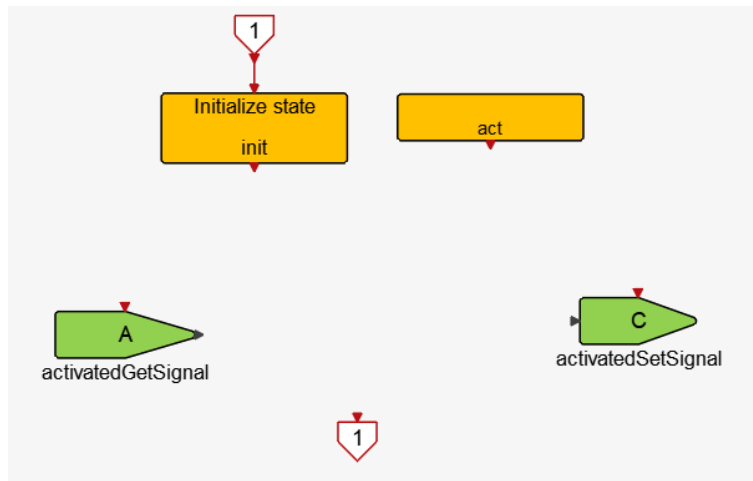 1
Initialize state
init
act
A
activatedGetSignal
C
activatedSetSignal
1